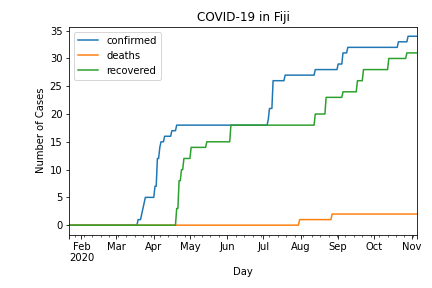 COVID-19 in Fiji
confirmed
deaths
recovered
Number of Cases
35
30
25
20
15
10
5
0
Feb Mar Apr May Jun Jul Aug Sep Oct Nov
2020
Day